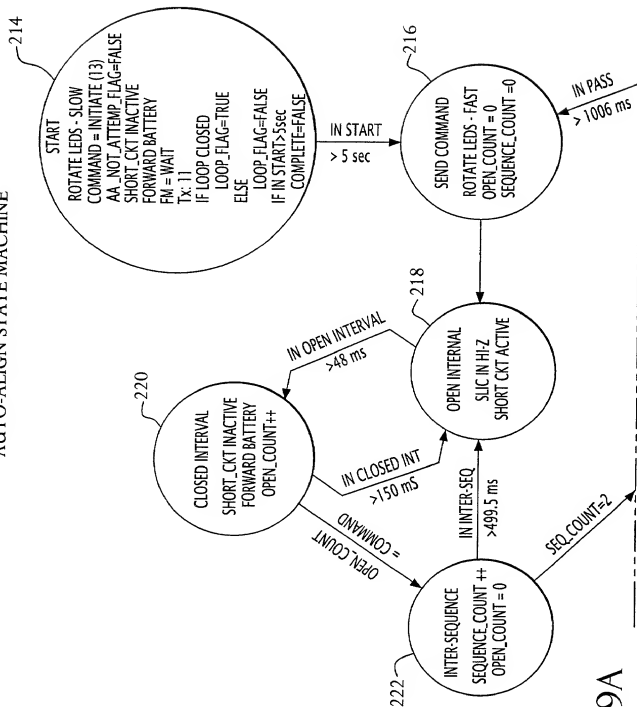 AUTO-ALIGN STATE MACHINE
214
START
ROTATE LEDS - SLOW
COMMAND = INITIATE (13)
AA_NOT_ATTEMP_FLAG=FALSE
SHORT_CKT INACTIVE
FORWARD BATTERY
FM = WAIT
Tx: 11
IF LOOP CLOSED
LOOP_FLAG=TRUE
ELSE
LOOP_FLAG=FALSE
IF IN START>5sec
COMPLETE=FALSE
IN START
> 5 sec
216
SEND COMMAND
ROTATE LEDS - FAST
OPEN_COUNT = 0
SEQUENCE_COUNT =0
IN PASS
> 1006 ms
218
OPEN INTERNAL
SLIC IN HI-Z
SHORT CKT ACTIVE
IN OPEN INTERVAL
>48 ms
220
CLOSED INTERVAL
SHORT_CKT INACTIVE
FORWARD BATTERY
OPEN_COUNT++
IN CLOSED INT
>150 mS
OPEN_COUNT
= COMMAND
222
INTER-SEQUENCE
SEQUENCE_COUNT ++
OPEN_COUNT = 0
IN INTER-SEQ
>499.5 ms
SEQ_COUNT=2
9A